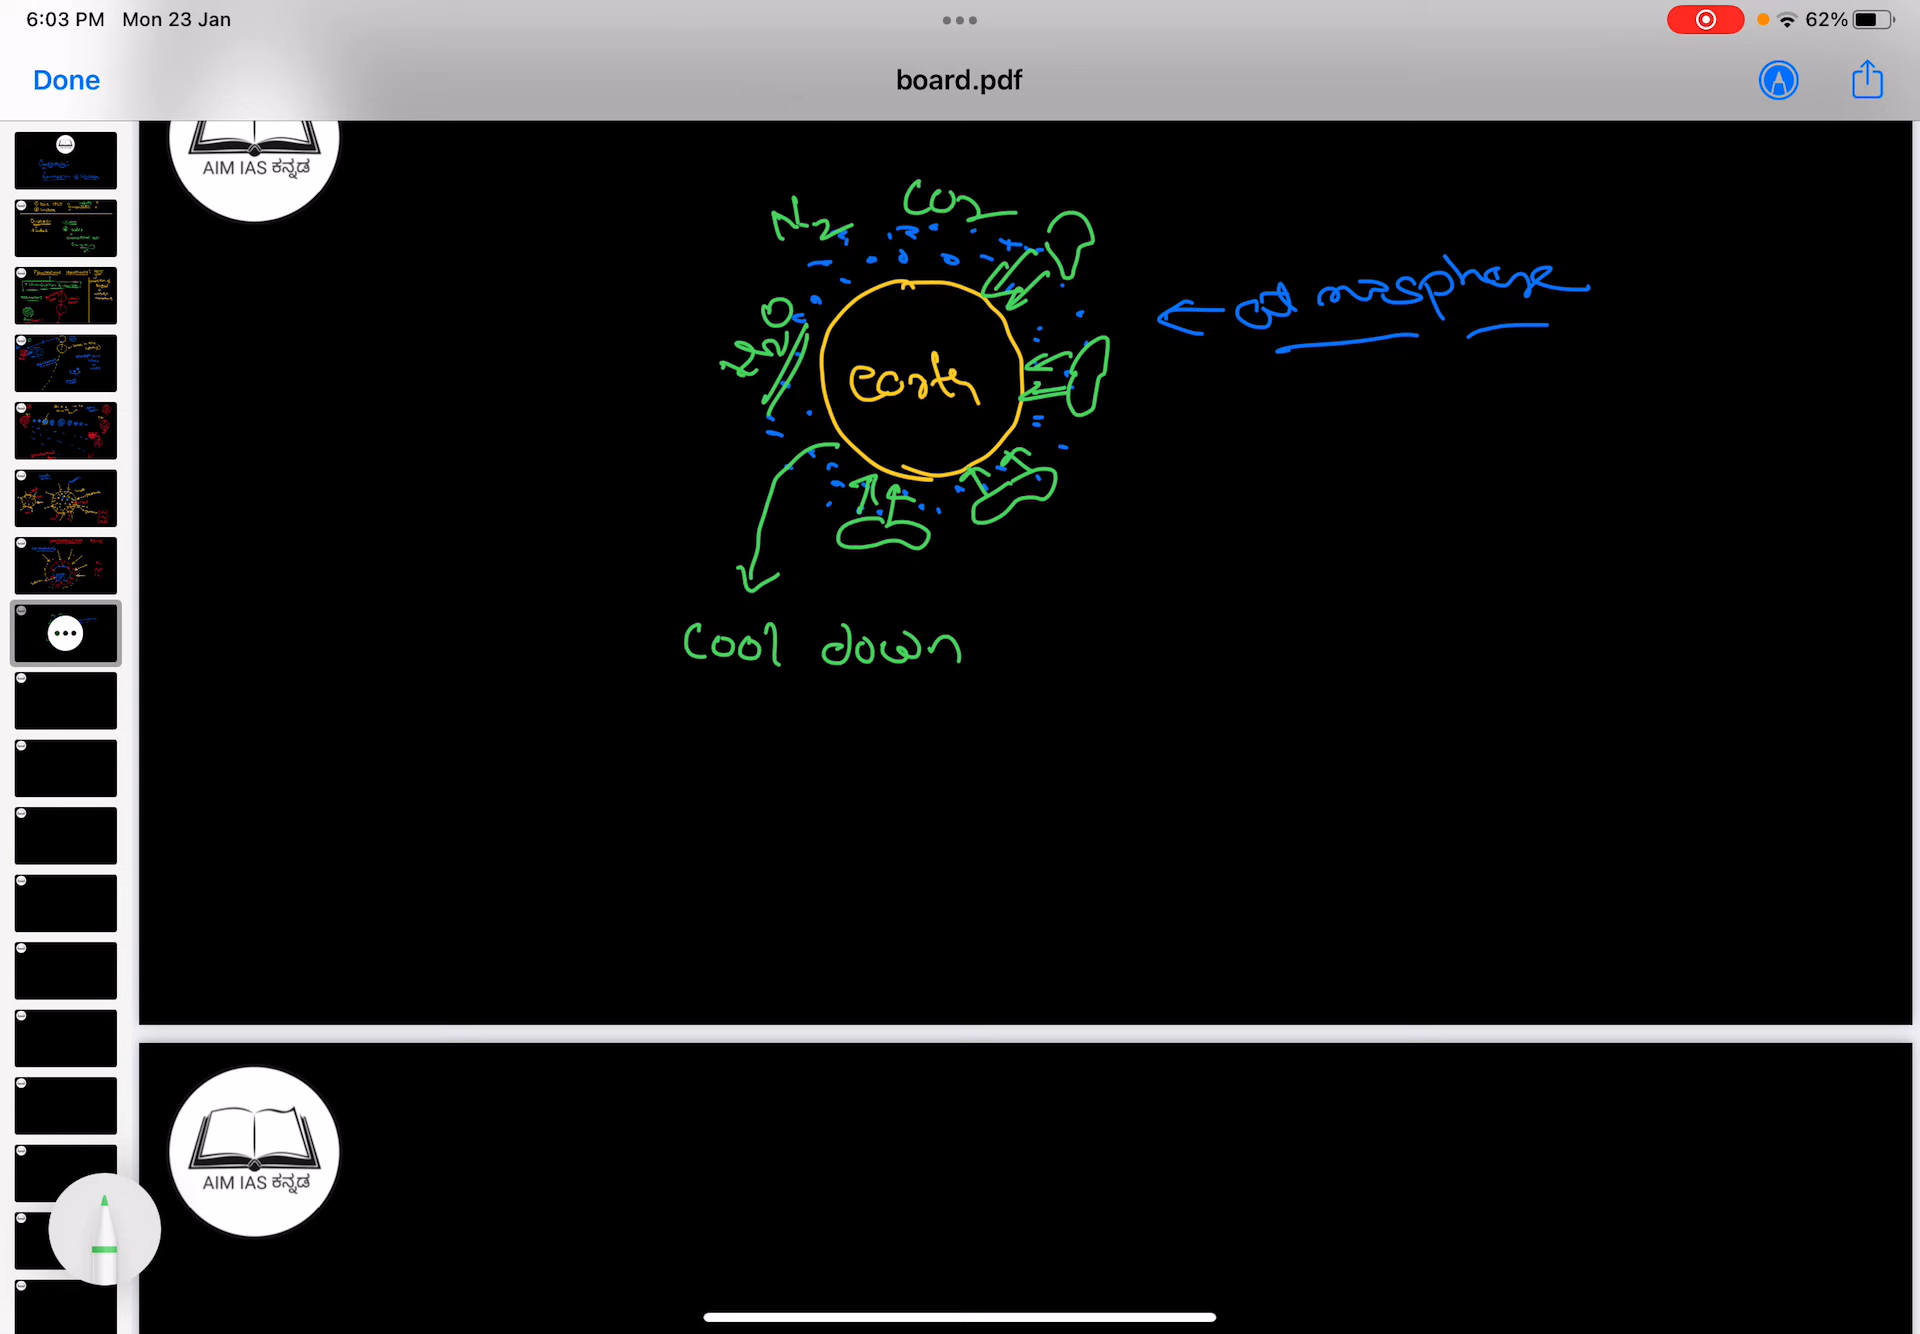 6:03 PM Mon 23 Jan
62%
Done
board.pdf
AIM IAS ಕನ್ನಡ
N2
CO2
H2O
earth
← atmosphere
cool down
AIM IAS ಕನ್ನಡ